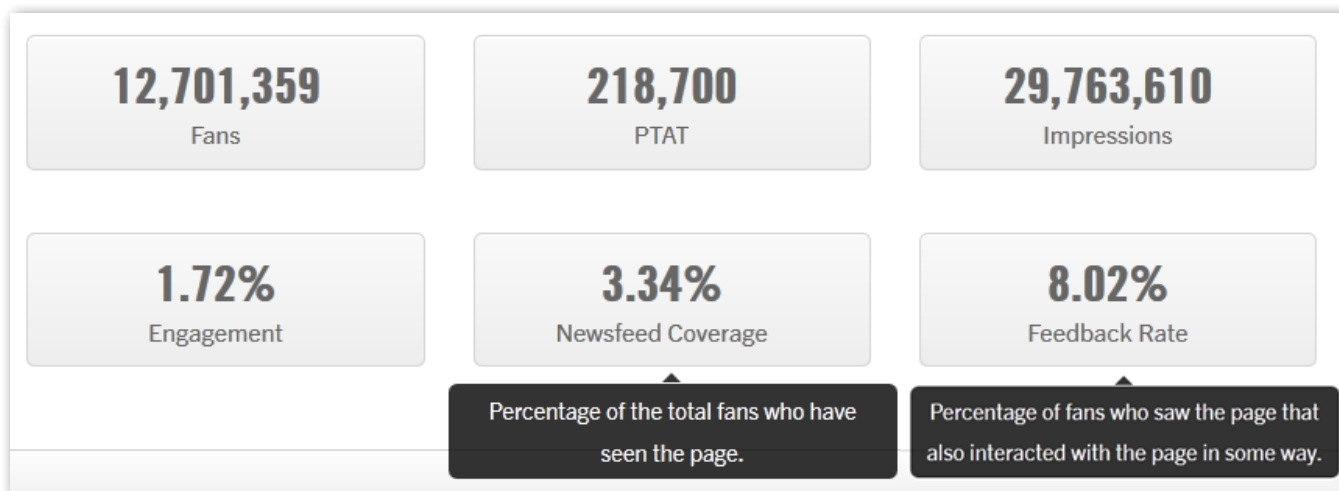 12,701,359
Fans
218,700
PTAT
29,763,610
Impressions
1.72%
Engagement
3.34%
Newsfeed Coverage
8.02%
Feedback Rate
Percentage of the total fans who have
seen the page.
Percentage of fans who saw the page that
also interacted with the page in some way.